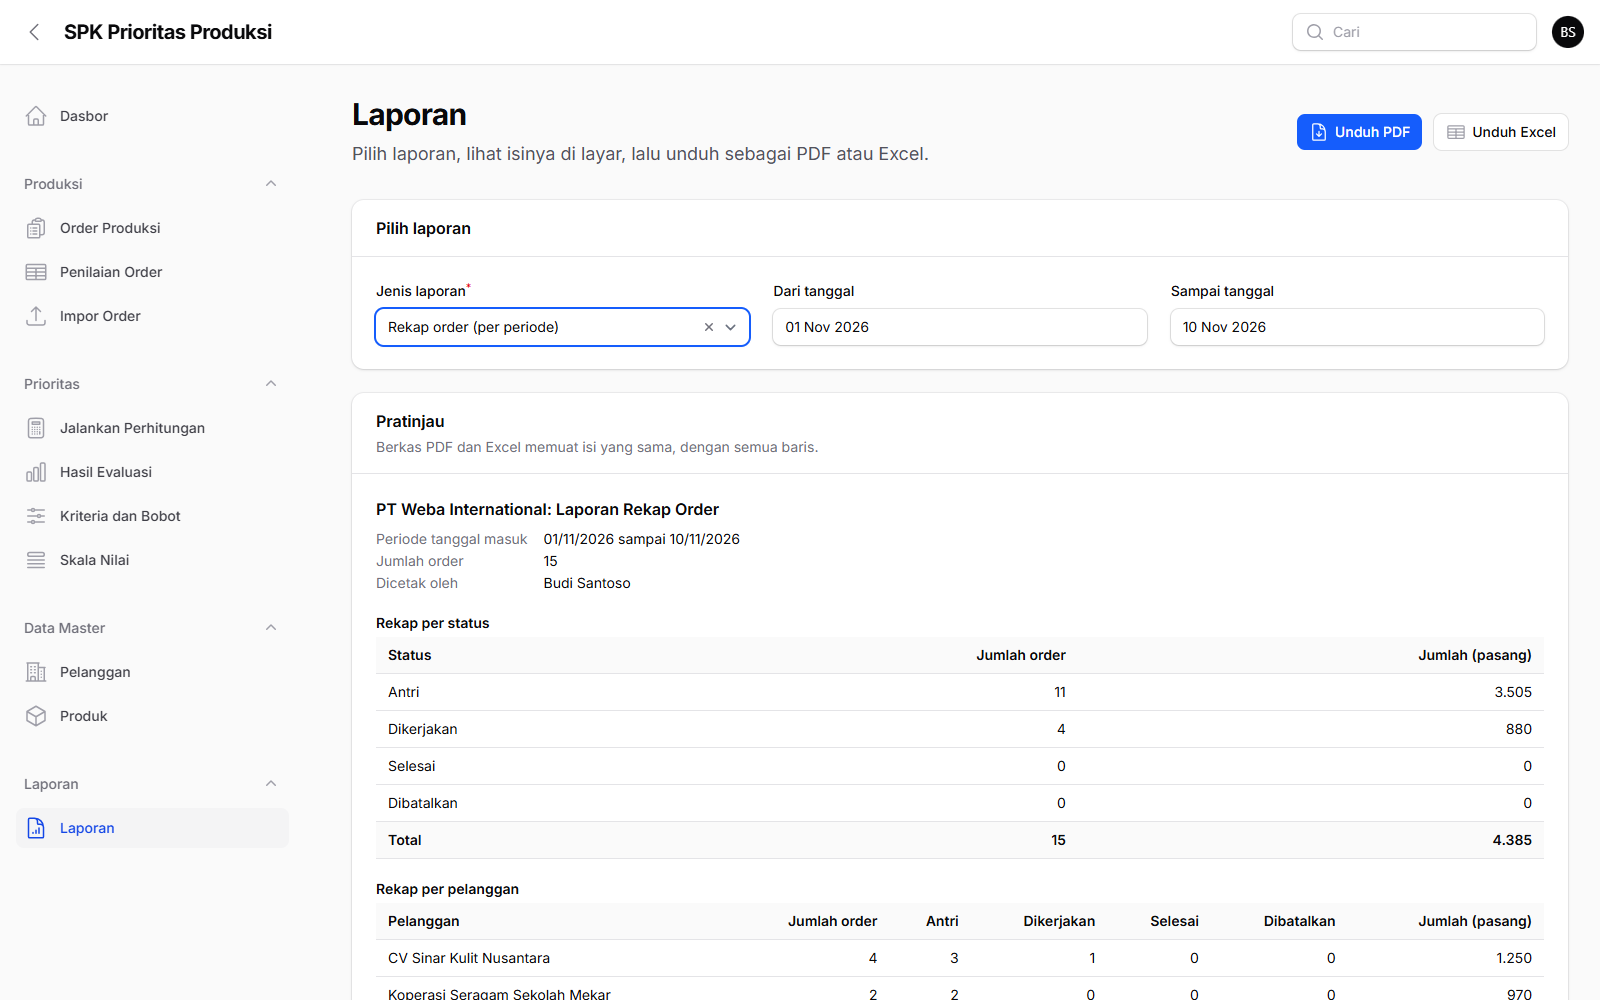 SPK Prioritas Produksi
Cari
BS
Dasbor
Produksi
Order Produksi
Penilaian Order
Impor Order
Prioritas
Jalankan Perhitungan
Hasil Evaluasi
Kriteria dan Bobot
Skala Nilai
Data Master
Pelanggan
Produk
Laporan
Laporan
Laporan
Pilih laporan, lihat isinya di layar, lalu unduh sebagai PDF atau Excel.
Unduh PDF
Unduh Excel
Pilih laporan
Jenis laporan* Dari tanggal Sampai tanggal
Rekap order (per periode) 01 Nov 2026 10 Nov 2026
Pratinjau
Berkas PDF dan Excel memuat isi yang sama, dengan semua baris.
PT Weba International: Laporan Rekap Order
Periode tanggal masuk 01/11/2026 sampai 10/11/2026
Jumlah order 15
Dicetak oleh Budi Santoso
Rekap per status
Status Jumlah order Jumlah (pasang)
Antri 11 3.505
Dikerjakan 4 880
Selesai 0 0
Dibatalkan 0 0
Total 15 4.385
Rekap per pelanggan
Pelanggan Jumlah order Antri Dikerjakan Selesai Dibatalkan Jumlah (pasang)
CV Sinar Kulit Nusantara 4 3 1 0 0 1.250
Koperasi Seragam Sekolah Mekar 2 2 0 0 0 970